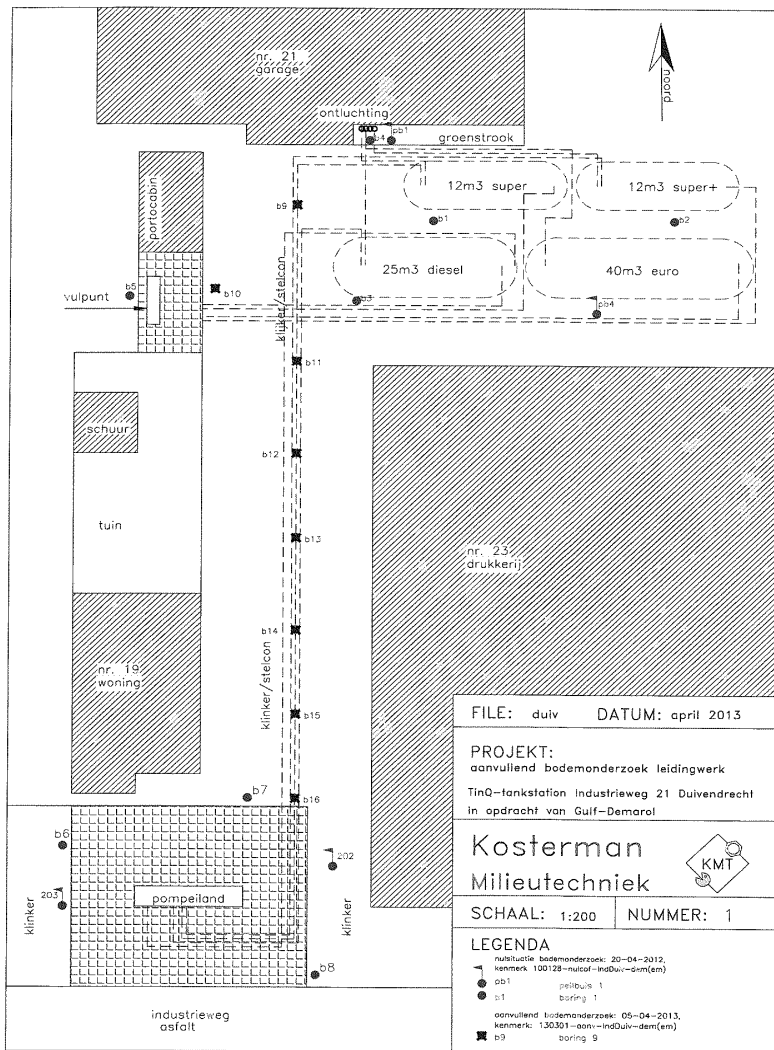 nr. 21
garage
noord
ontluchting
b4
pb1
groenstrook
portocabin
12m3 super
12m3 super+
b9
b1
b2
b5
b10
klinker/stelcon
25m3 diesel
40m3 euro
vulpunt
b3
pb4
b11
schuur
b12
tuin
b13
nr. 23
drukkerij
b14
nr. 19
woning
klinker/stelcon
b15
b7
b16
b6
202
203
pompeiland
klinker
klinker
b8
industrieweg
asfalt
FILE: duiv DATUM: april 2013
PROJEKT:
aanvullend bodemonderzoek leidingwerk
TinQ-tankstation Industrieweg 21 Duivendrecht
in opdracht van Gulf-Demarol
Kosterman
Milieutechniek
KMT
SCHAAL: 1:200 NUMMER: 1
LEGENDA
nulsituatie bodemonderzoek: 20-04-2012,
kenmerk 100128-nulcof-IndDuiv-dem(em)
pb1 peilbuis 1
b1 boring 1
aanvullend bodemonderzoek: 05-04-2013,
kenmerk: 130301-aanv-IndDuiv-dem(em)
b9 boring 9